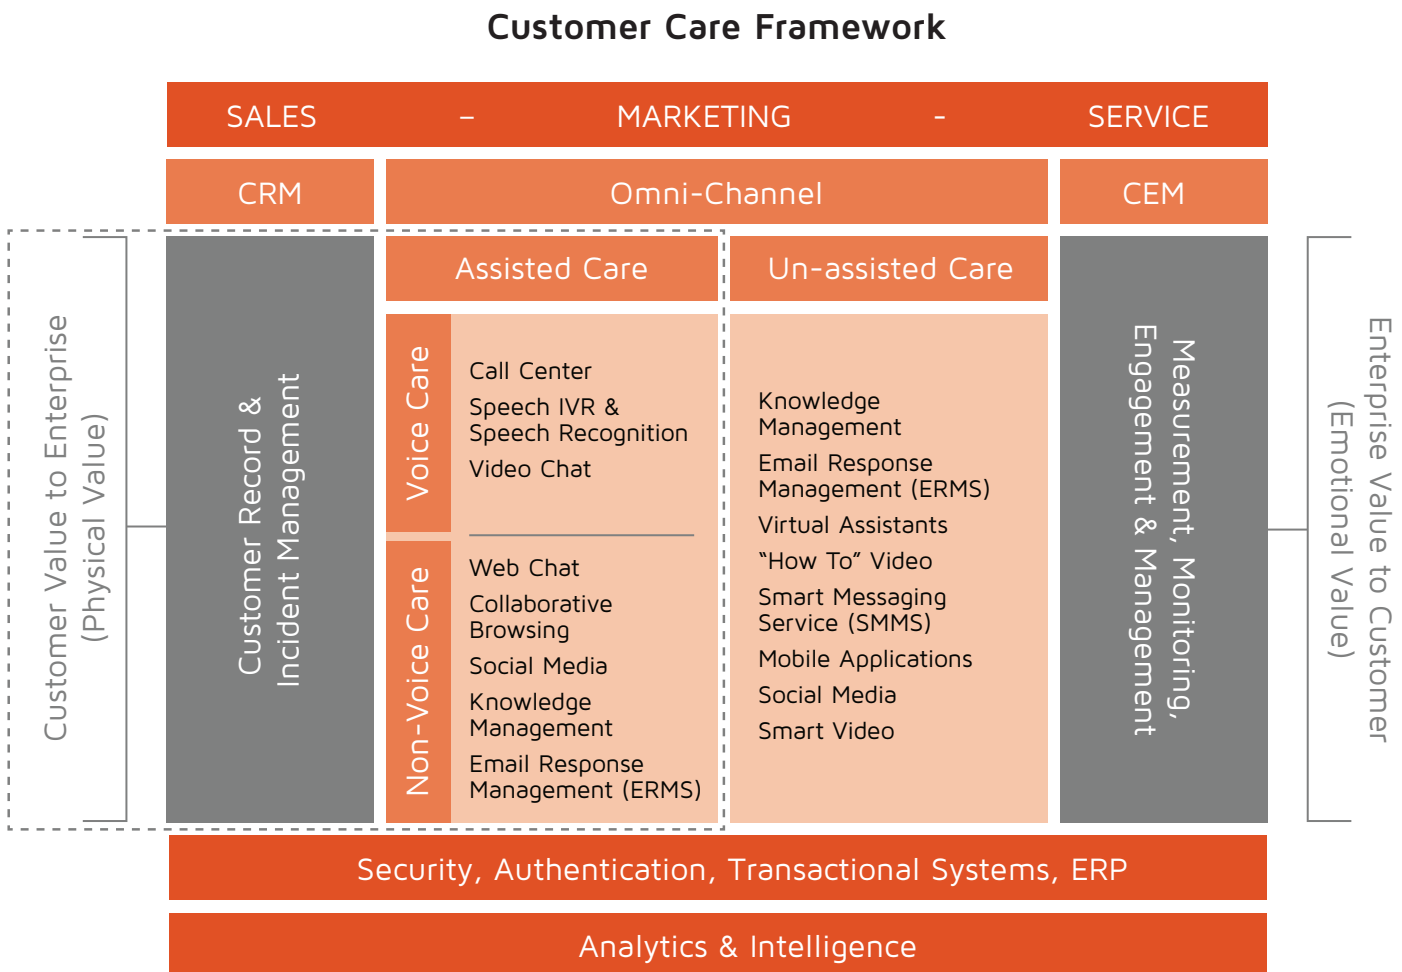 Customer Care Framework
SALES – MARKETING - SERVICE
CRM
Omni-Channel
CEM
Customer Value to Enterprise
(Physical Value)
Customer Record &
Incident Management
Assisted Care
Voice Care
Call Center
Speech IVR &
Speech Recognition
Video Chat
Non-Voice Care
Web Chat
Collaborative
Browsing
Social Media
Knowledge
Management
Email Response
Management (ERMS)
Un-assisted Care
Knowledge
Management
Email Response
Management (ERMS)
Virtual Assistants
“How To” Video
Smart Messaging
Service (SMMS)
Mobile Applications
Social Media
Smart Video
Measurement, Monitoring,
Engagement & Management
Enterprise Value to Customer
(Emotional Value)
Security, Authentication, Transactional Systems, ERP
Analytics & Intelligence